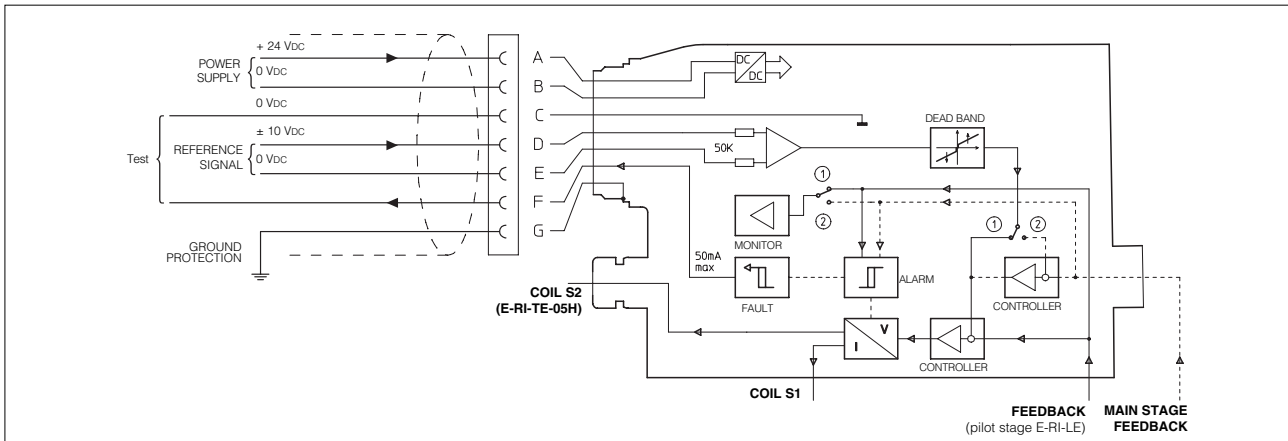 + 24 VDC
POWER
SUPPLY
0 VDC
0 VDC
± 10 VDC
Test
REFERENCE
SIGNAL
0 VDC
GROUND
PROTECTION
A
B
C
D
E
F
G
DC
DC
50K
DEAD BAND
1
2
MONITOR
1
2
50mA
max
FAULT
ALARM
CONTROLLER
COIL S2
(E-RI-TE-05H)
V
I
CONTROLLER
COIL S1
FEEDBACK
(pilot stage E-RI-LE)
MAIN STAGE
FEEDBACK